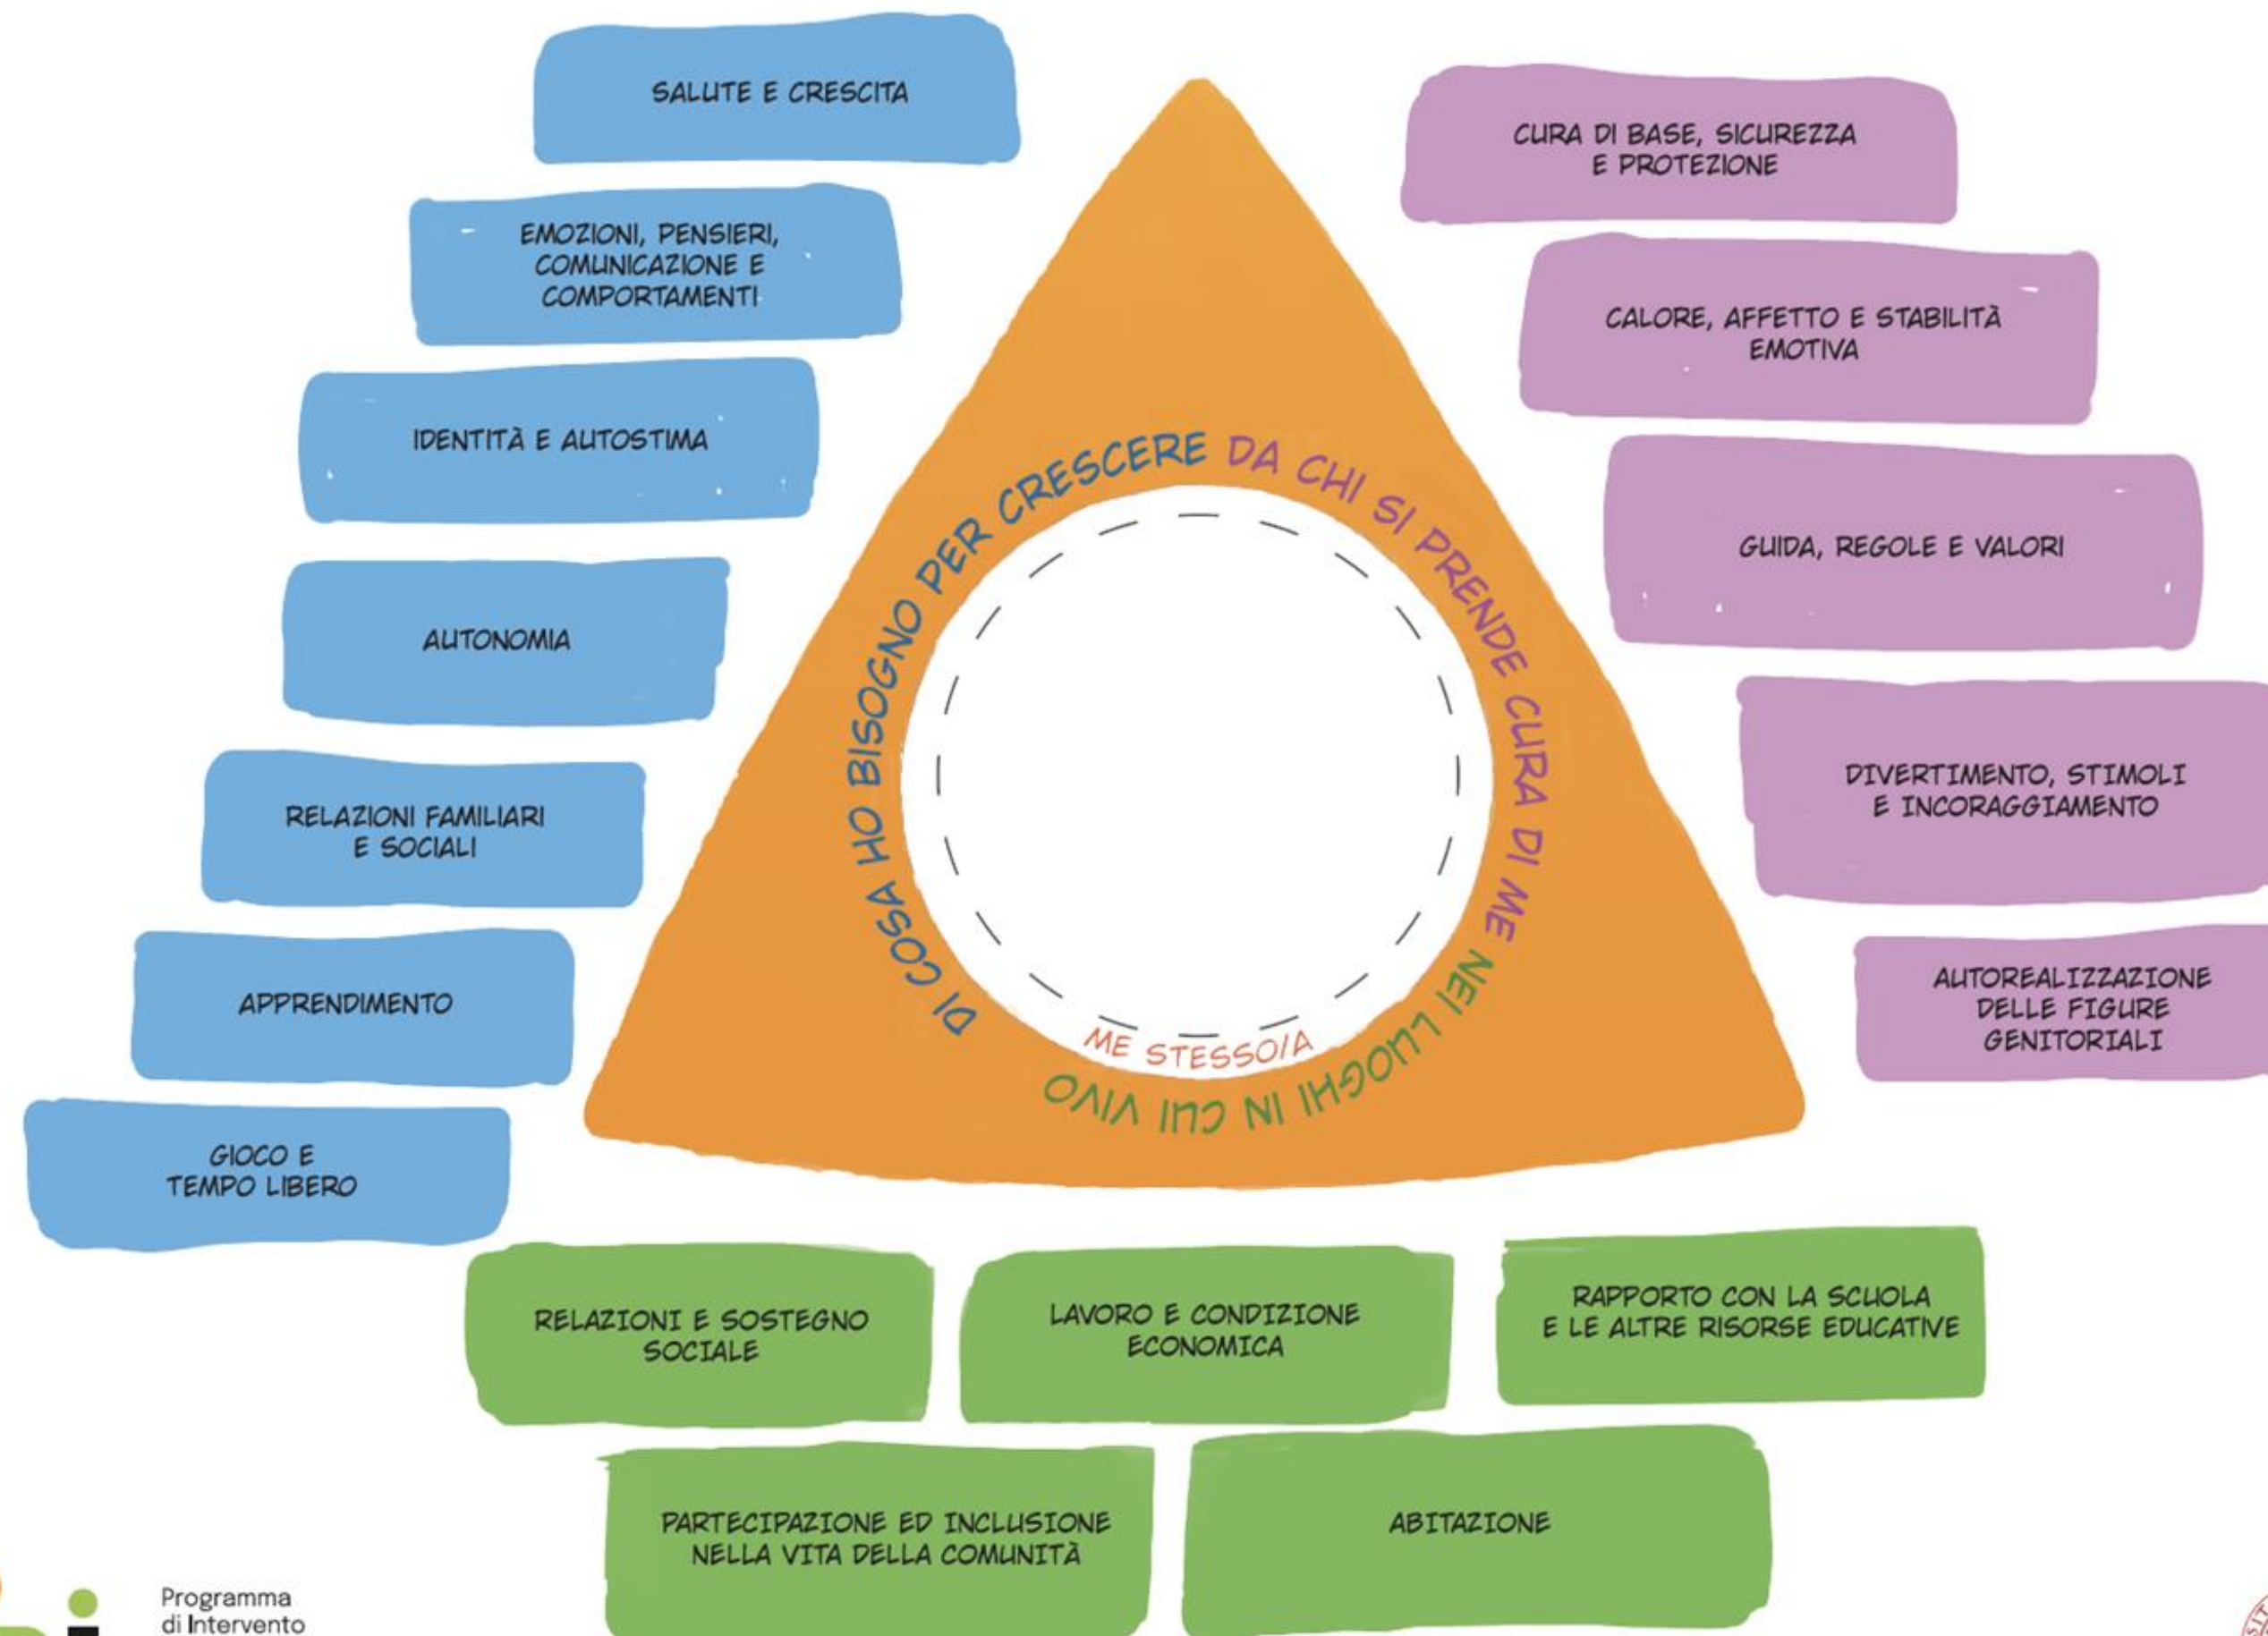 SALUTE E CRESCITA
EMOZIONI, PENSIERI,
COMUNICAZIONE E
COMPORTAMENTI
IDENTITÀ E AUTOSTIMA
AUTONOMIA
RELAZIONI FAMILIARI
E SOCIALI
APPRENDIMENTO
GIOCO E
TEMPO LIBERO
DI COSA HO BISOGNO PER CRESCERE
DA CHI SI PRENDE CURA DI ME
NEI LUOGHI IN CUI VIVO
ME STESSO/A
CURA DI BASE, SICUREZZA
E PROTEZIONE
CALORE, AFFETTO E STABILITÀ
EMOTIVA
GUIDA, REGOLE E VALORI
DIVERTIMENTO, STIMOLI
E INCORAGGIAMENTO
AUTOREALIZZAZIONE
DELLE FIGURE
GENITORIALI
RELAZIONI E SOSTEGNO
SOCIALE
LAVORO E CONDIZIONE
ECONOMICA
RAPPORTO CON LA SCUOLA
E LE ALTRE RISORSE EDUCATIVE
PARTECIPAZIONE ED INCLUSIONE
NELLA VITA DELLA COMUNITÀ
ABITAZIONE
Programma
di Intervento